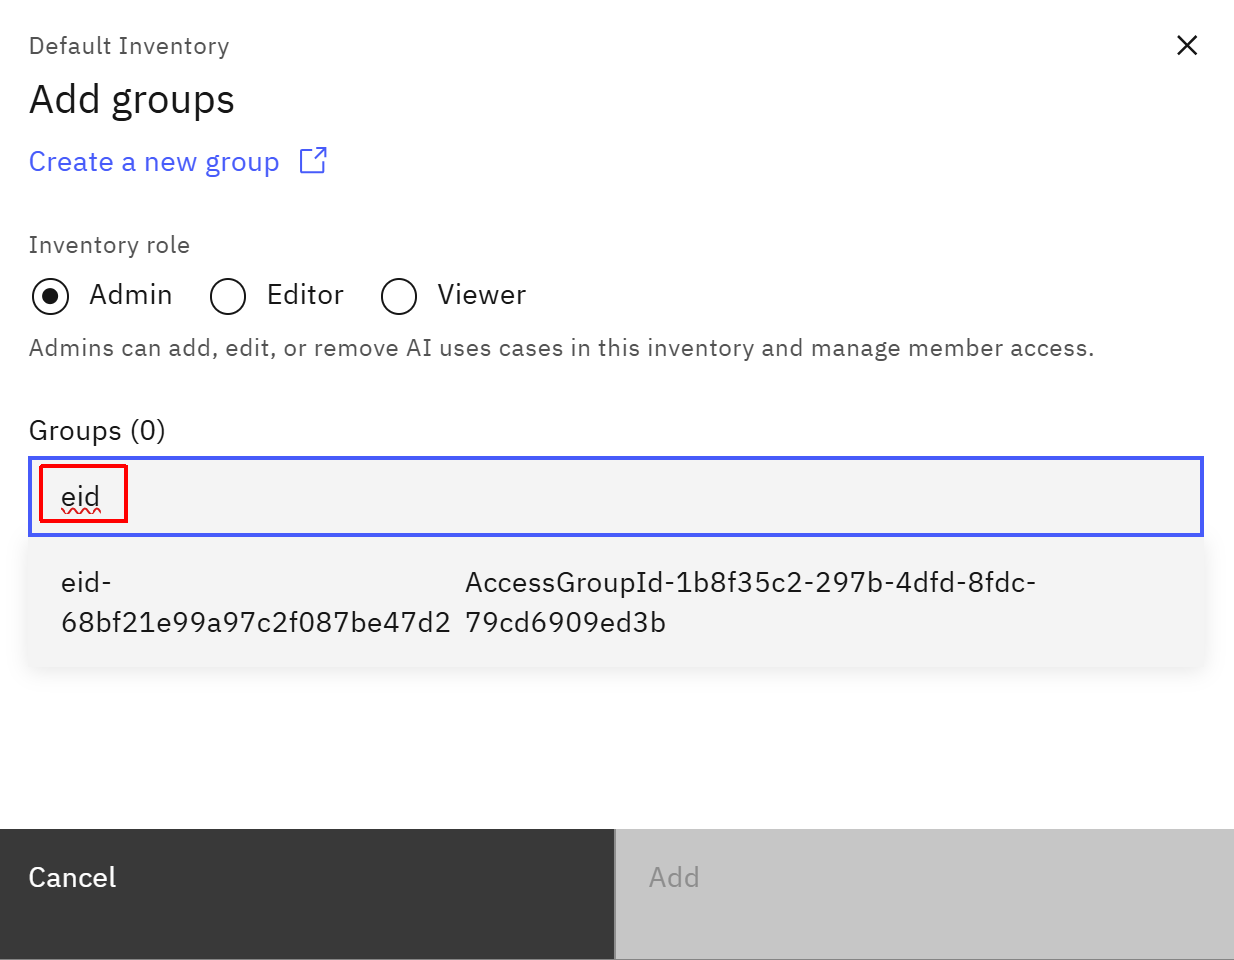 Default Inventory
Add groups
Create a new group
Inventory role
Admin Editor Viewer
Admins can add, edit, or remove AI uses cases in this inventory and manage member access.
Groups (0)
eid
eid- AccessGroupId-1b8f35c2-297b-4dfd-8fdc-
68bf21e99a97c2f087be47d2 79cd6909ed3b
Cancel Add